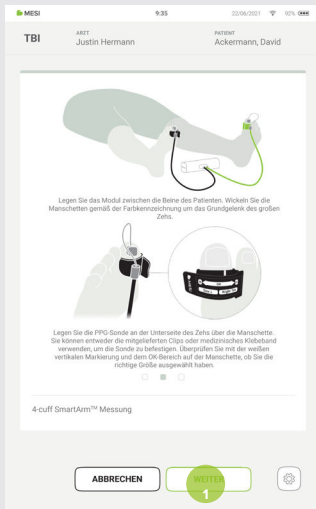 MESI
9:35
22/06/2021
92%
TBI
ARZT
Justin Hermann
PATIENT
Ackermann, David
Legen Sie das Modul zwischen die Beine des Patienten. Wickeln Sie die
Manschetten gemäß der Farbkennzeichnung um das Grundgelenk des großen
Zehs.
OK
Legen Sie die PPG-Sonde an der Unterseite des Zehs über die Manschette.
Sie können entweder die mitgelieferten Clips oder medizinisches Klebeband
verwenden, um die Sonde zu befestigen. Überprüfen Sie mit der weißen
vertikalen Markierung und dem OK-Bereich auf der Manschette, ob Sie die
richtige Größe ausgewählt haben.
4-cuff SmartArm™ Messung
ABBRECHEN
WEITER
1